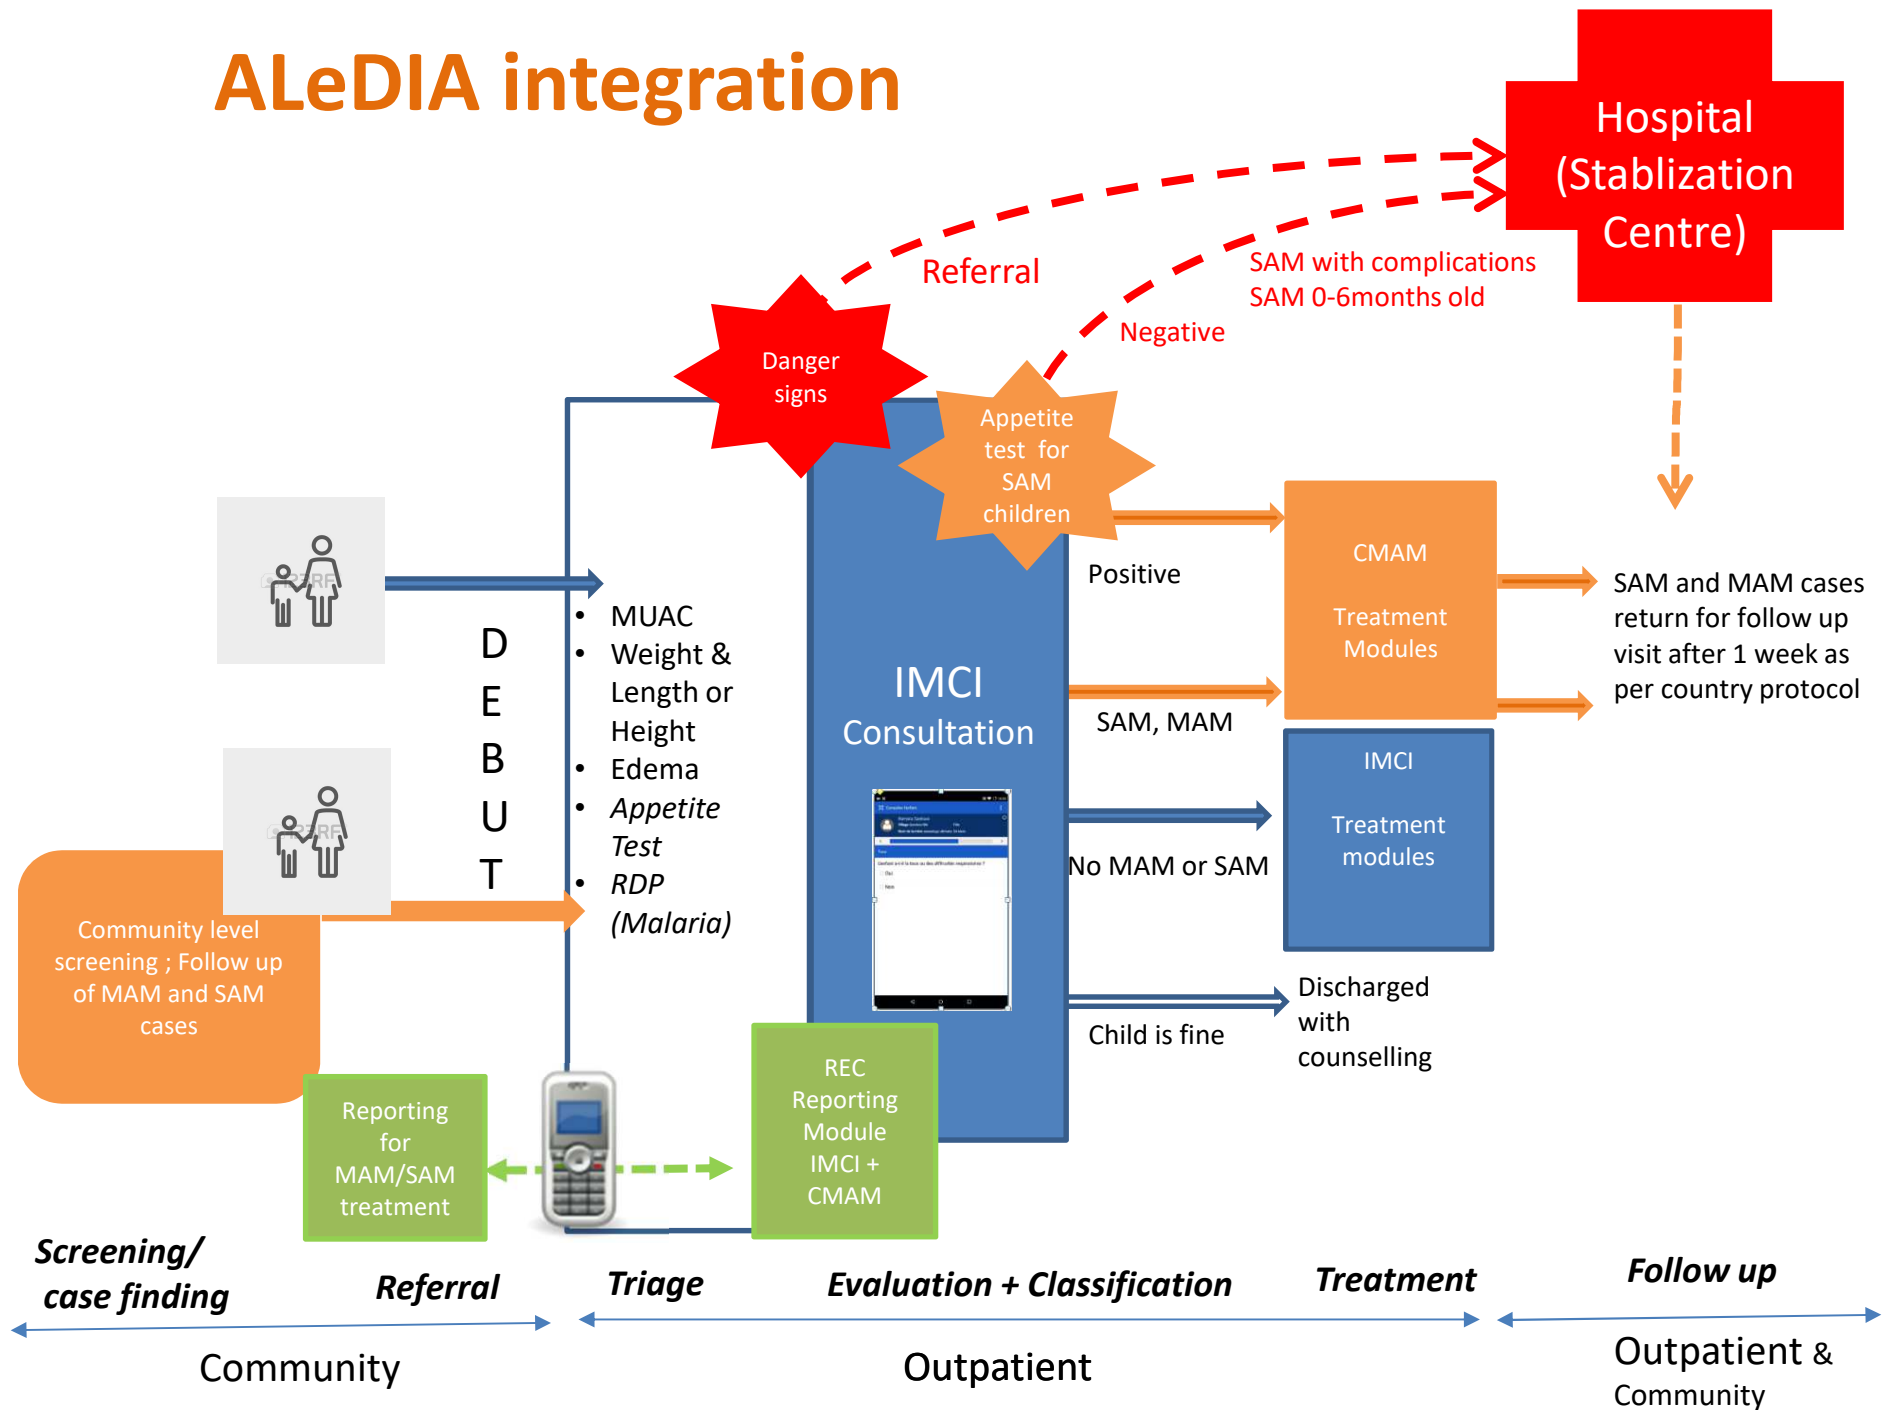 ALeDIA integration
Hospital
(Stablization
Centre)
Referral
SAM with complications
SAM 0-6months old
Negative
Danger
signs
Appetite
test for
SAM
children
D
E
B
U
T
• MUAC
• Weight &
Length or
Height
• Edema
• Appetite
Test
• RDP
(Malaria)
IMCI
Consultation
Positive
SAM, MAM
No MAM or SAM
Child is fine
CMAM
Treatment
Modules
IMCI
Treatment
modules
Discharged
with
counselling
SAM and MAM cases
return for follow up
visit after 1 week as
per country protocol
Community level
screening ; Follow up
of MAM and SAM
cases
Reporting
for
MAM/SAM
treatment
REC
Reporting
Module
IMCI +
CMAM
Screening/
case finding
Referral
Triage
Evaluation + Classification
Treatment
Follow up
Community
Outpatient
Outpatient &
Community